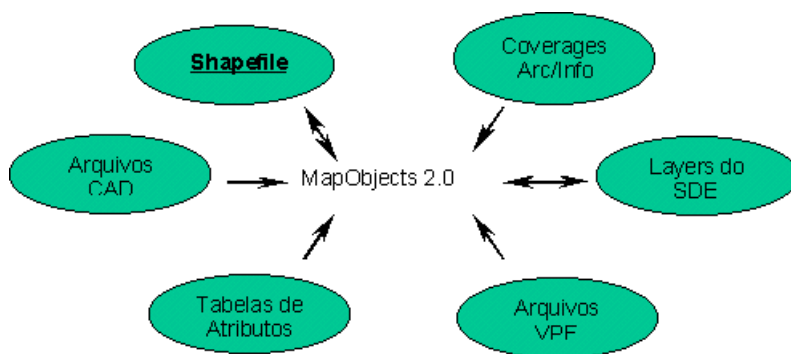 Shapefile
Coverages
Arc/Info
Arquivos
CAD
MapObjects 2.0
Layers do
SDE
Tabelas de
Atributos
Arquivos
VPF